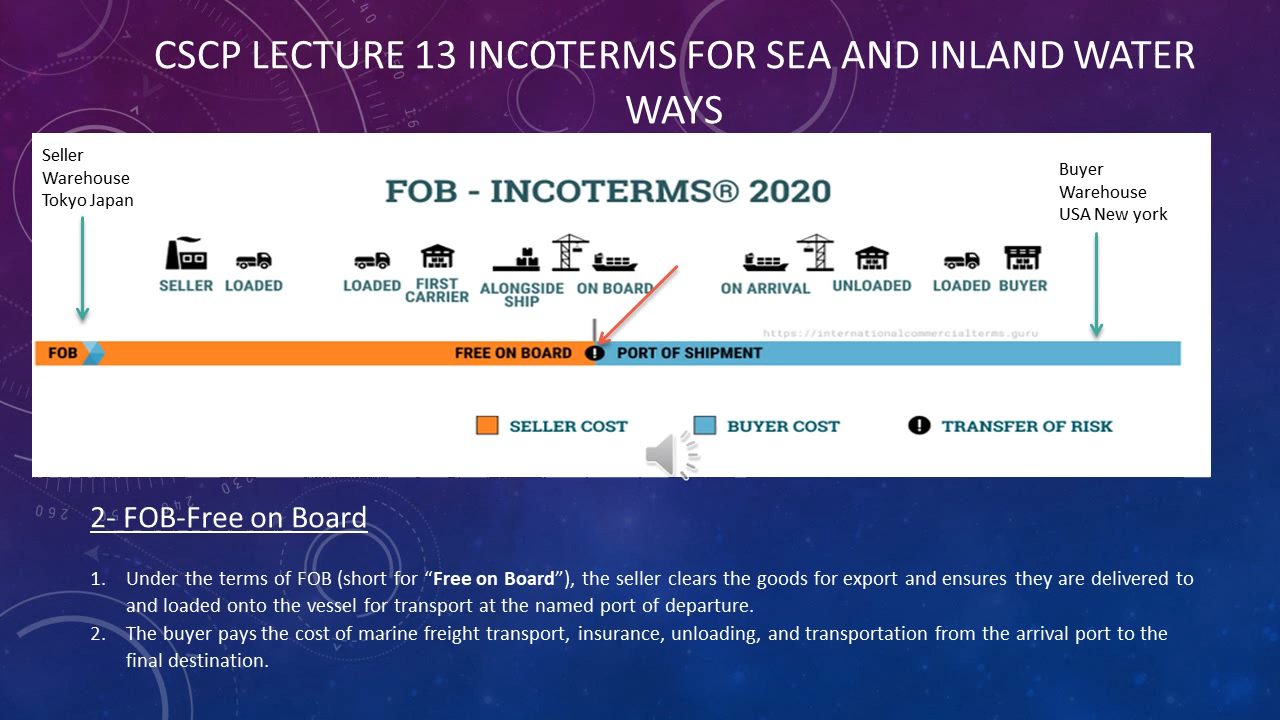 CSCP LECTURE 13 INCOTERMS FOR SEA AND INLAND WATER
WAYS
Seller
Warehouse
Tokyo Japan
Buyer
Warehouse
USA New york
FOB - INCOTERMS® 2020
SELLER LOADED LOADED FIRST CARRIER ALONGSIDE SHIP ON BOARD ON ARRIVAL UNLOADED LOADED BUYER
https://internationalcommercialterms.guru
FOB FREE ON BOARD ! PORT OF SHIPMENT
SELLER COST BUYER COST ! TRANSFER OF RISK
2- FOB-Free on Board
1. Under the terms of FOB (short for “Free on Board”), the seller clears the goods for export and ensures they are delivered to
and loaded onto the vessel for transport at the named port of departure.
2. The buyer pays the cost of marine freight transport, insurance, unloading, and transportation from the arrival port to the
final destination.
260
240
230